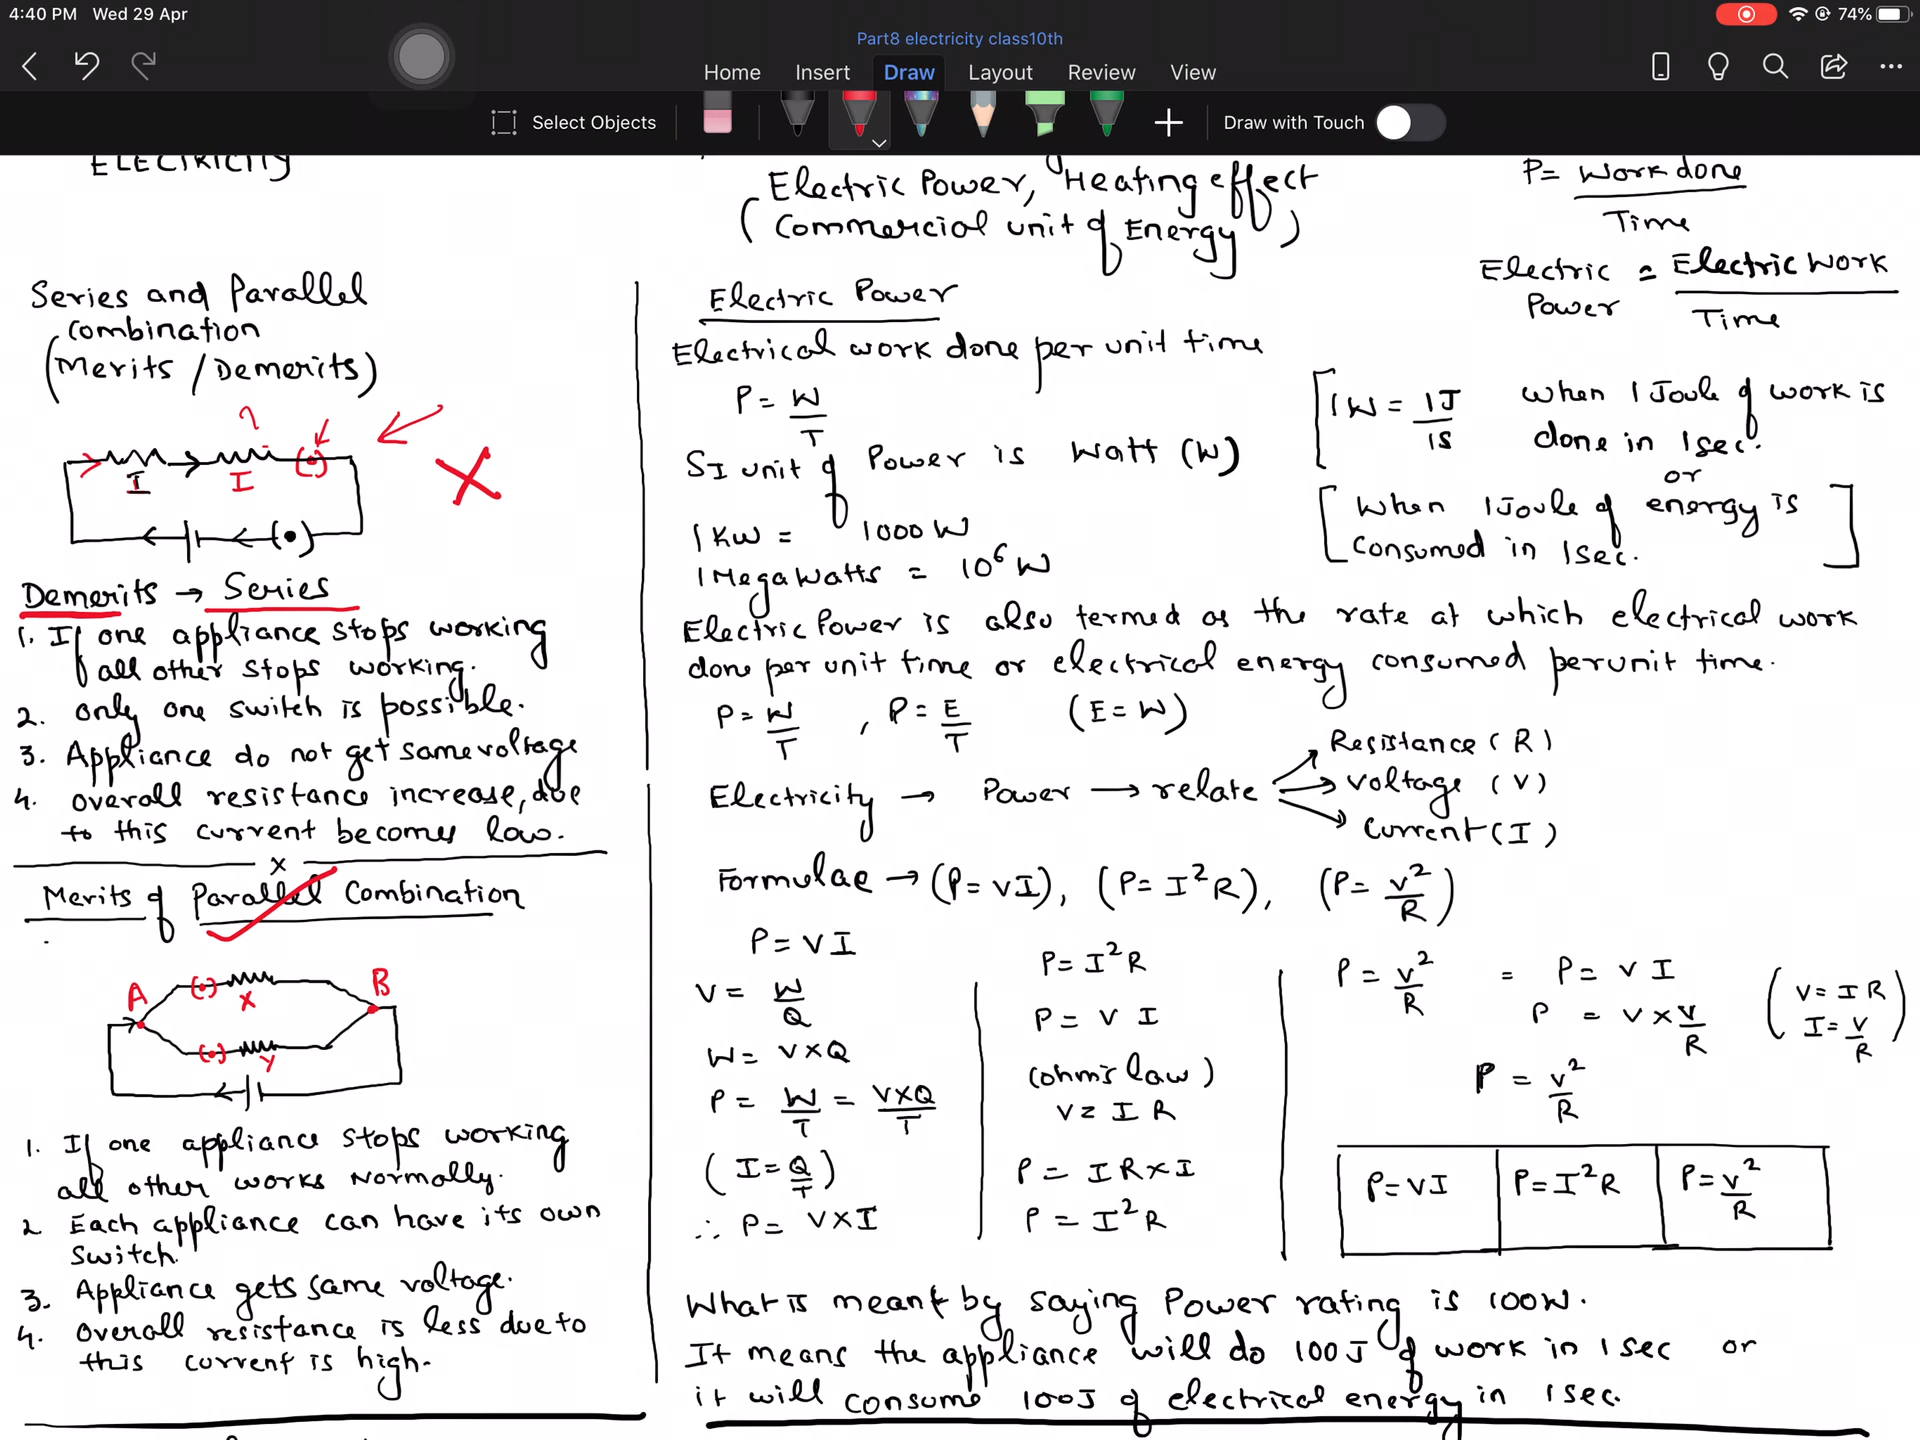 4:40 PM Wed 29 Apr
74%
Part8 electricity class10th
Home Insert Draw Layout Review View
Select Objects
Draw with Touch
ELECTRICITY
Series and Parallel
Combination
(Merits / Demerits)
?
I I
X
Demerits → Series
1. If one appliance stops working
all other stops working.
2. only one switch is possible.
3. Appliance do not get same voltage
4. overall resistance increase, due
to this current becomes low.
x
Merits of Parallel Combination
A B
X
Y
1. If one appliance stops working
all other works Normally.
2 Each appliance can have its own
switch.
3. Appliance gets same voltage.
4. Overall resistance is less due to
this current is high.
(Electric Power, Heating effect
Commercial unit of Energy)
P= Work done
Time
Electric Power = Electric Work
Time
Electric Power
Electrical work done per unit time
P= W
T
SI unit of Power is Watt (W)
1 KW = 1000 W
1 MegaWatts = 10⁶ W
[1W = 1J when 1 Joule of work is
1S done in 1 sec.
or
[When 1Joule of energy is
Consumed in 1sec.]
Electric Power is also termed as the rate at which electrical work
done per unit time or electrical energy consumed per unit time.
P= W , P= E (E=W)
T T
Electricity → Power → relate
Resistance (R)
Voltage (V)
Current (I)
Formulae → (P=VI), (P= I²R), (P= V²
R)
P= VI
V= W
Q
W= V×Q
P= W = V×Q
T T
(I= Q
T)
∴ P= V×I
P= I²R
P= V I
(ohm's law)
V= I R
P= I R×I
P = I²R
P= V² = P= V I
R
P = V× V
R
(V= I R
I= V
R)
P = V²
R
P=VI P=I²R P= V²
R
What is meant by saying Power rating is 100W.
It means the appliance will do 100J of work in 1 sec or
it will consume 100J of electrical energy in 1sec.